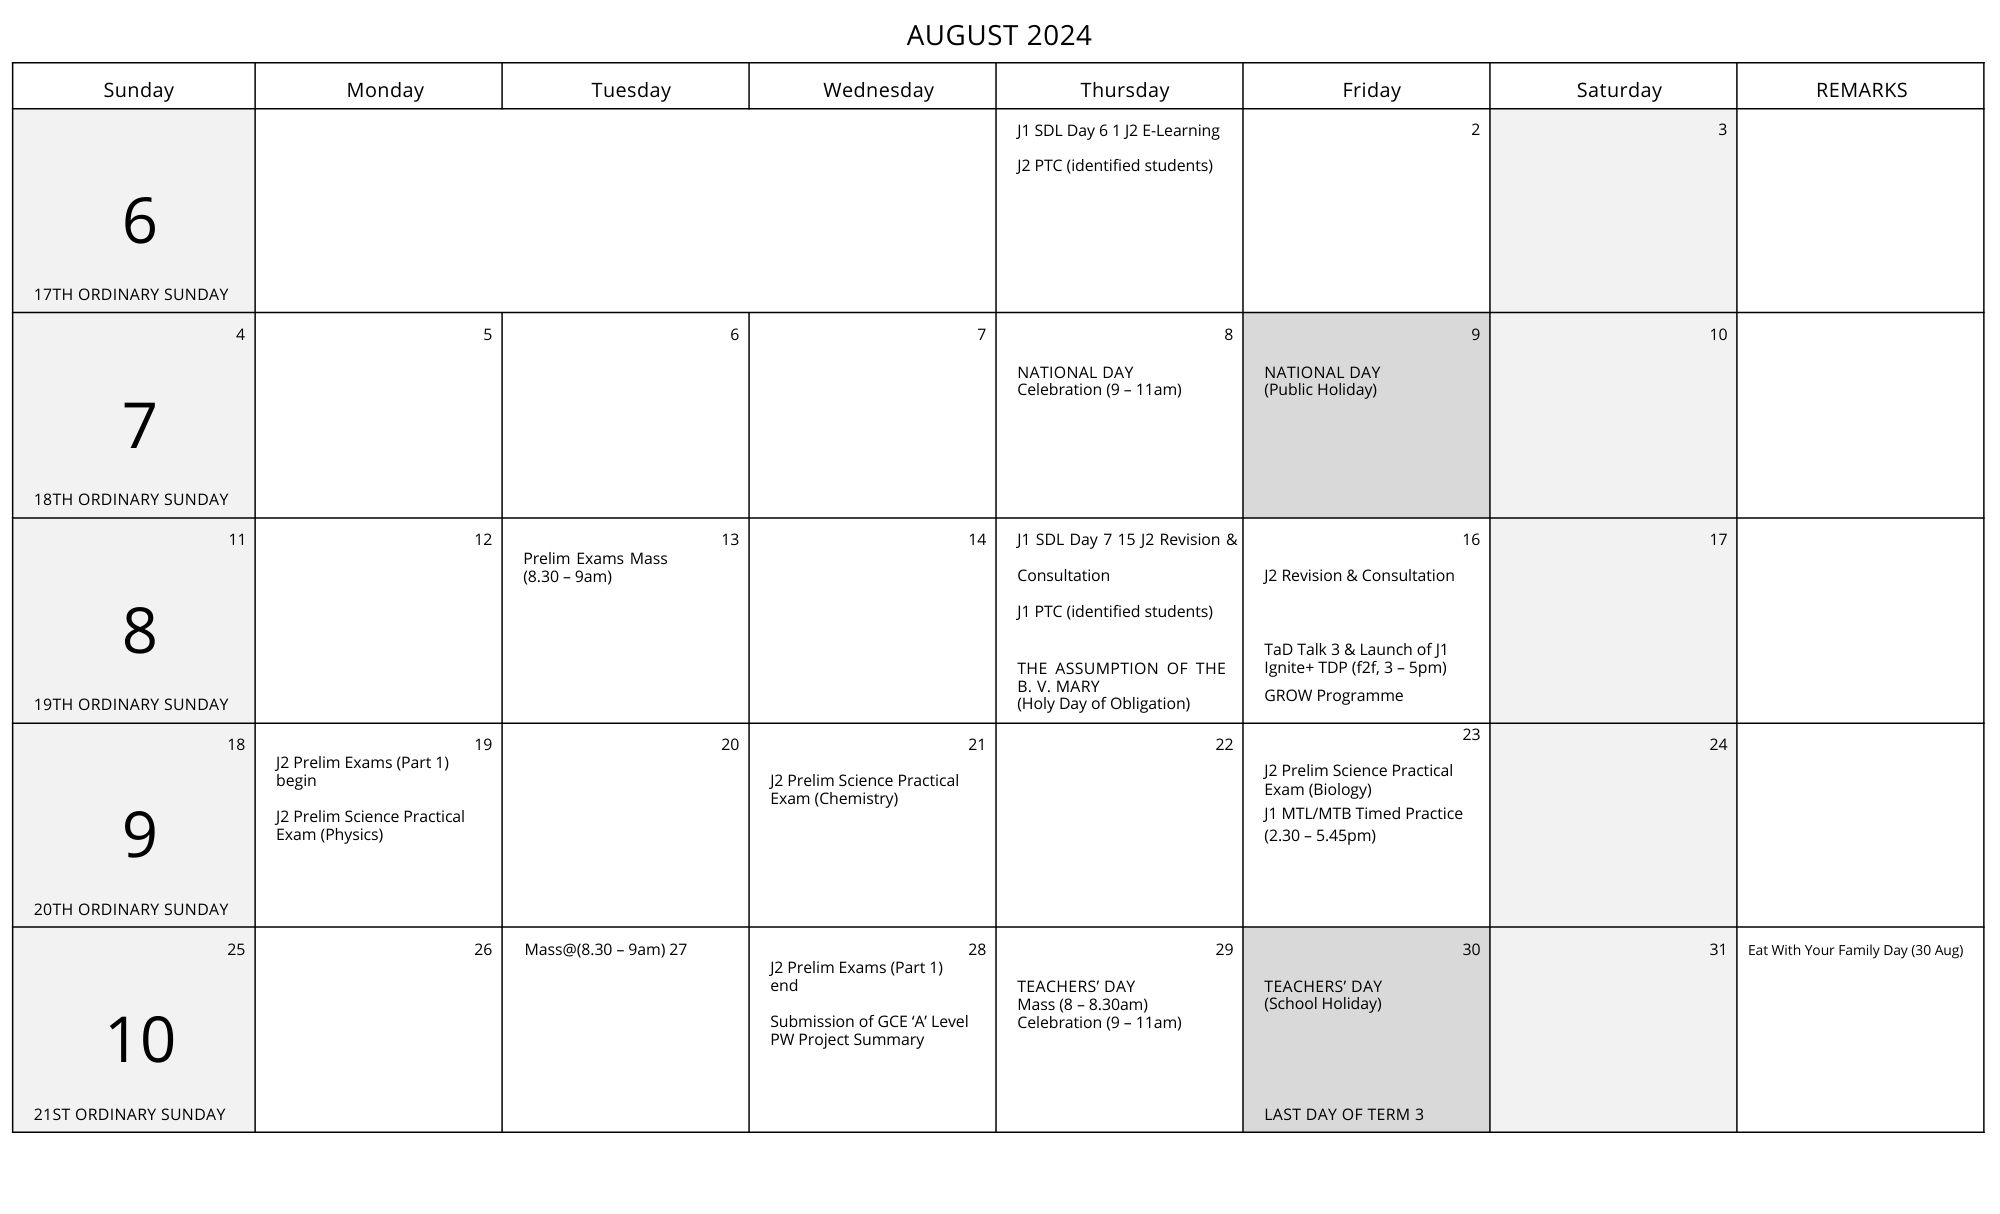 AUGUST 2024
Sunday Monday Tuesday Wednesday Thursday Friday Saturday REMARKS
6
17TH ORDINARY SUNDAY
J1 SDL Day 6 1 J2 E-Learning
J2 PTC (identified students)
2
3
4
7
18TH ORDINARY SUNDAY
5
6
7
8
NATIONAL DAY
Celebration (9 – 11am)
9
NATIONAL DAY
(Public Holiday)
10
11
8
19TH ORDINARY SUNDAY
12
13
Prelim Exams Mass
(8.30 – 9am)
14
J1 SDL Day 7 15 J2 Revision &
Consultation
J1 PTC (identified students)
THE ASSUMPTION OF THE
B. V. MARY
(Holy Day of Obligation)
16
J2 Revision & Consultation
TaD Talk 3 & Launch of J1
Ignite+ TDP (f2f, 3 – 5pm)
GROW Programme
17
18
9
20TH ORDINARY SUNDAY
19
J2 Prelim Exams (Part 1)
begin
J2 Prelim Science Practical
Exam (Physics)
20
21
J2 Prelim Science Practical
Exam (Chemistry)
22
23
J2 Prelim Science Practical
Exam (Biology)
J1 MTL/MTB Timed Practice
(2.30 – 5.45pm)
24
25
10
21ST ORDINARY SUNDAY
26
Mass@(8.30 – 9am) 27
28
J2 Prelim Exams (Part 1)
end
Submission of GCE ‘A’ Level
PW Project Summary
29
TEACHERS’ DAY
Mass (8 – 8.30am)
Celebration (9 – 11am)
30
TEACHERS’ DAY
(School Holiday)
LAST DAY OF TERM 3
31
Eat With Your Family Day (30 Aug)